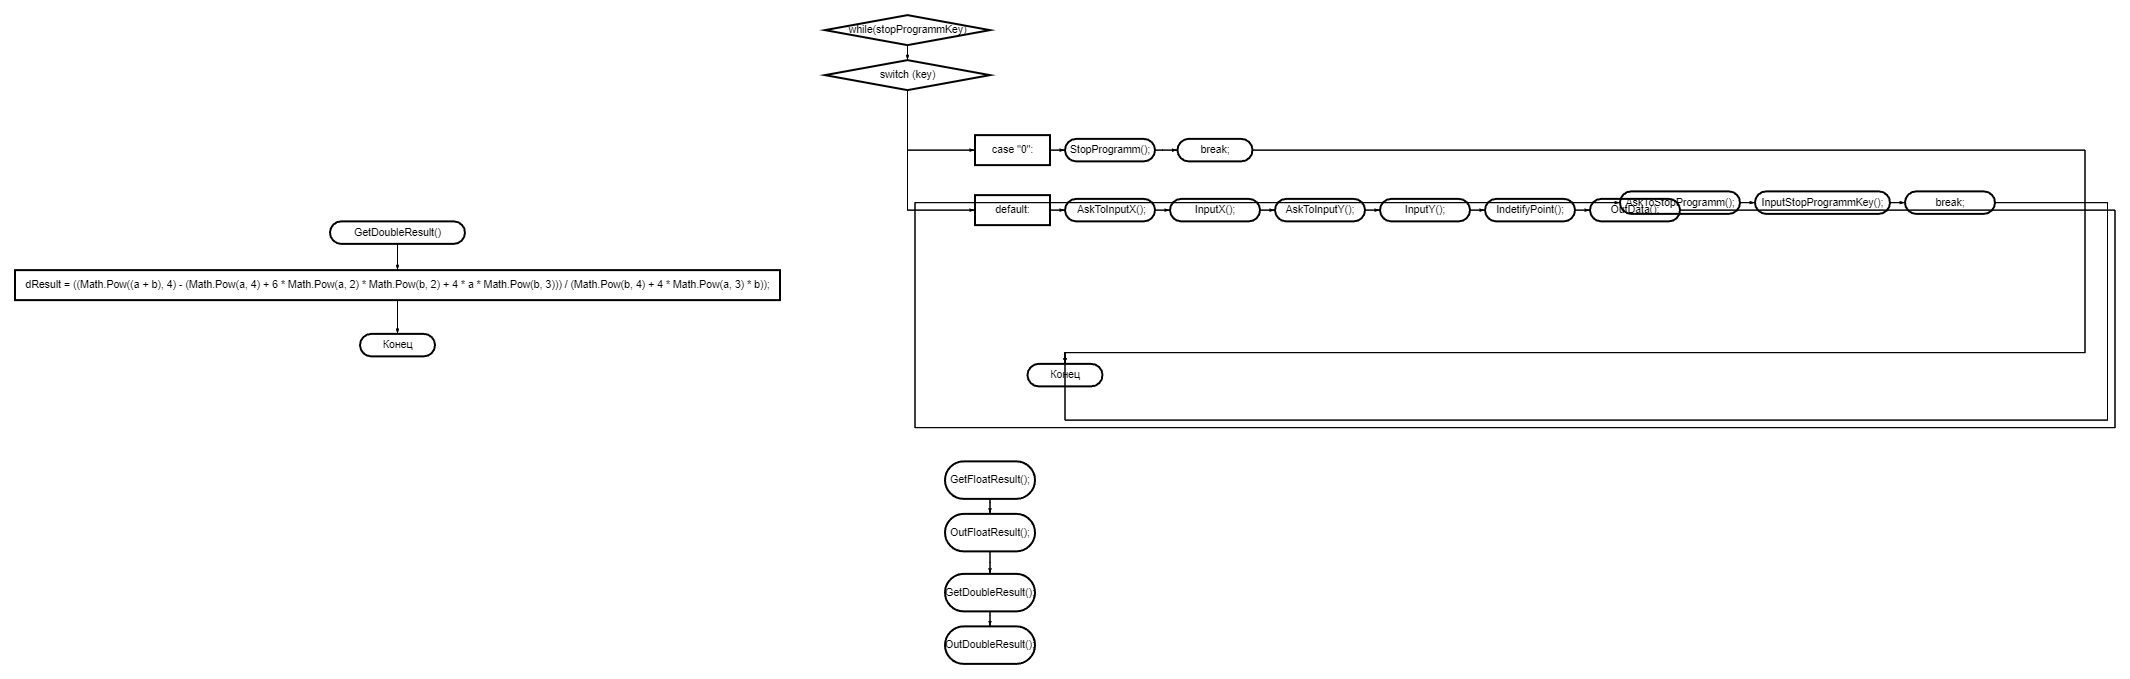 while(stopProgrammKey)
switch (key)
case "0":
StopProgramm();
break;
default:
AskToInputX();
InputX();
AskToInputY();
InputY();
IndetifyPoint();
OutData();
AskToStopProgramm();
InputStopProgrammKey();
break;
GetDoubleResult()
dResult = ((Math.Pow((a + b), 4) - (Math.Pow(a, 4) + 6 * Math.Pow(a, 2) * Math.Pow(b, 2) + 4 * a * Math.Pow(b, 3))) / (Math.Pow(b, 4) + 4 * Math.Pow(a, 3) * b));
Конец
Конец
GetFloatResult();
OutFloatResult();
GetDoubleResult();
OutDoubleResult();